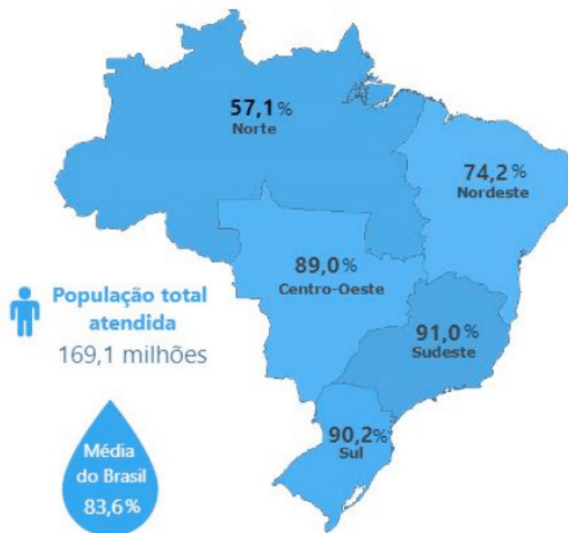 57,1%
Norte
74,2%
Nordeste
89,0%
Centro-Oeste
População total
atendida
169,1 milhões
91,0%
Sudeste
90,2%
Sul
Média
do Brasil
83,6%